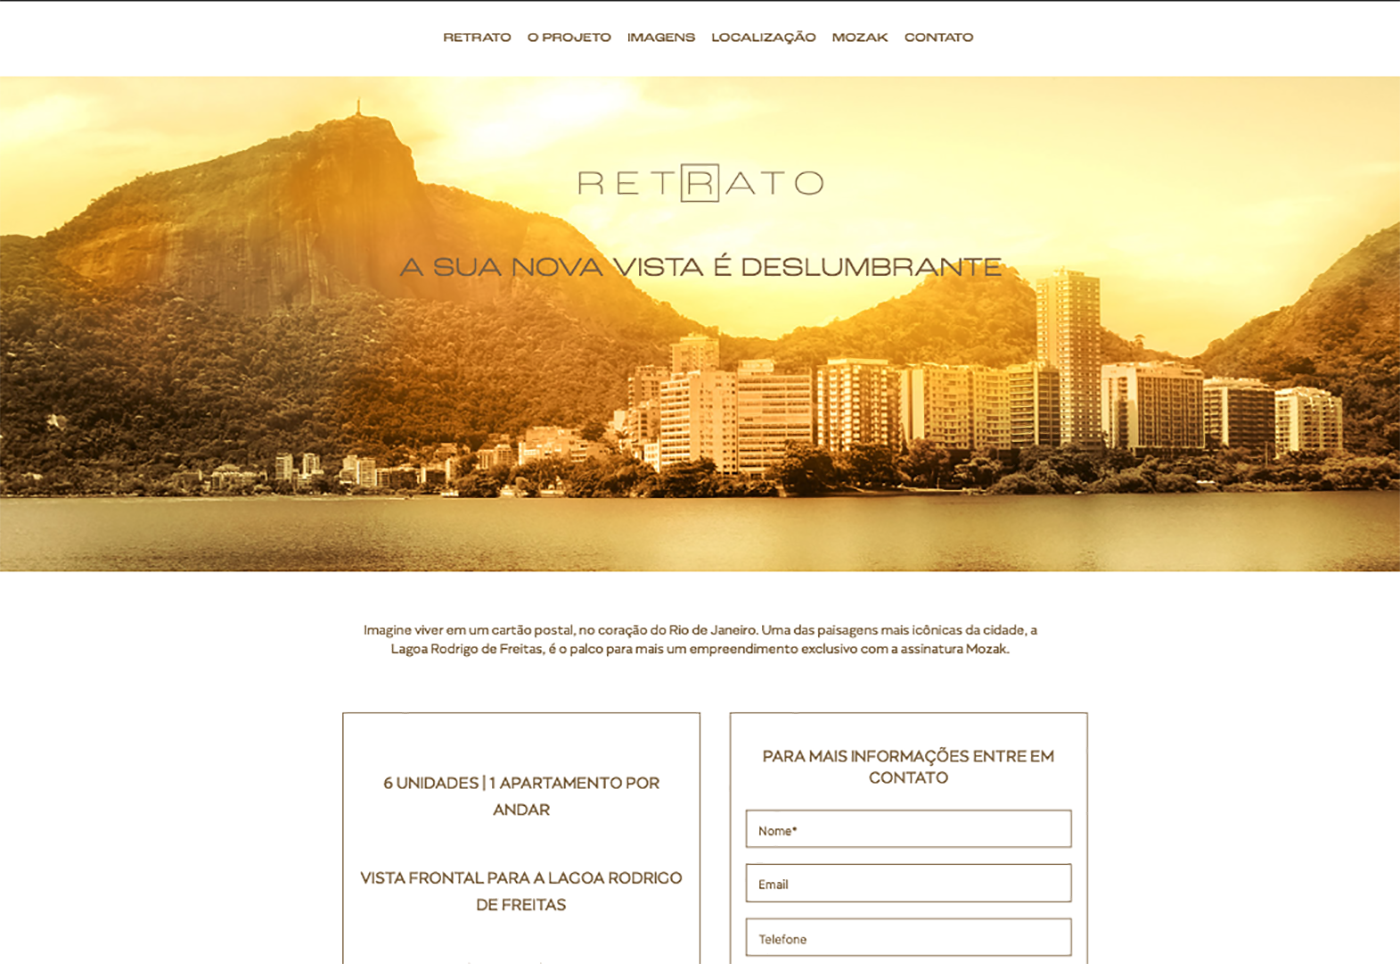 RETRATO O PROJETO IMAGENS LOCALIZAÇÃO MOZAK CONTATO
RETRATO
A SUA NOVA VISTA É DESLUMBRANTE
Imagine viver em um cartão postal, no coração do Rio de Janeiro. Uma das paisagens mais icônicas da cidade, a
Lagoa Rodrigo de Freitas, é o palco para mais um empreendimento exclusivo com a assinatura Mozak.
6 UNIDADES | 1 APARTAMENTO POR
ANDAR
VISTA FRONTAL PARA A LAGOA RODRIGO
DE FREITAS
PARA MAIS INFORMAÇÕES ENTRE EM
CONTATO
Nome*
Email
Telefone